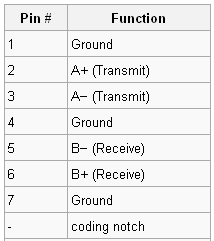 Pin # Function
1 Ground
2 A+ (Transmit)
3 A− (Transmit)
4 Ground
5 B− (Receive)
6 B+ (Receive)
7 Ground
- coding notch